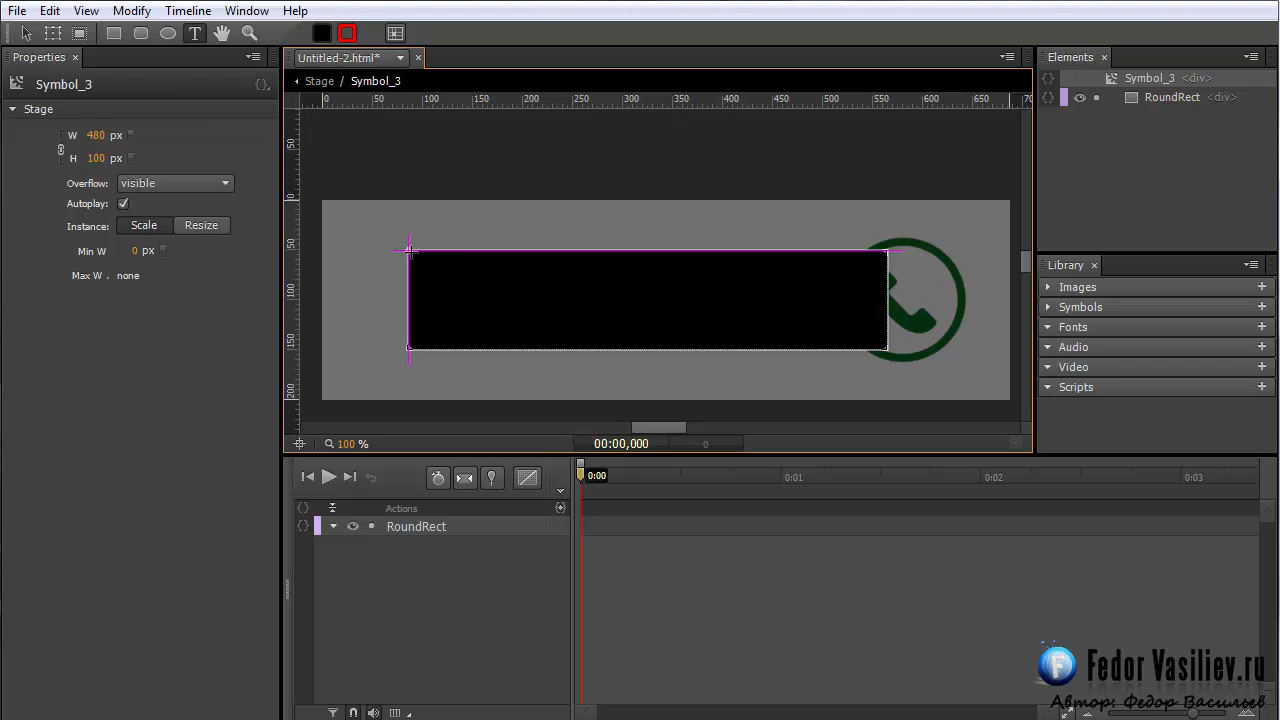 File Edit View Modify Timeline Window Help
T
Properties
Symbol_3
Stage
W 480 px
H 100 px
Overflow: visible
Autoplay:
Instance: Scale Resize
Min W 0 px
Max W none
Untitled-2.html*
Stage / Symbol_3
0 50 100 150 200 250 300 350 400 450 500 550 600 650 70
50
0
50
100
150
200
100 %
00:00,000
0
Elements
Symbol_3 <div>
RoundRect <div>
Library
Images
Symbols
Fonts
Audio
Video
Scripts
0:00
0:01
0:02
0:03
Actions
RoundRect
F
Fedor Vasiliev.ru
Автор: Федор Васильев